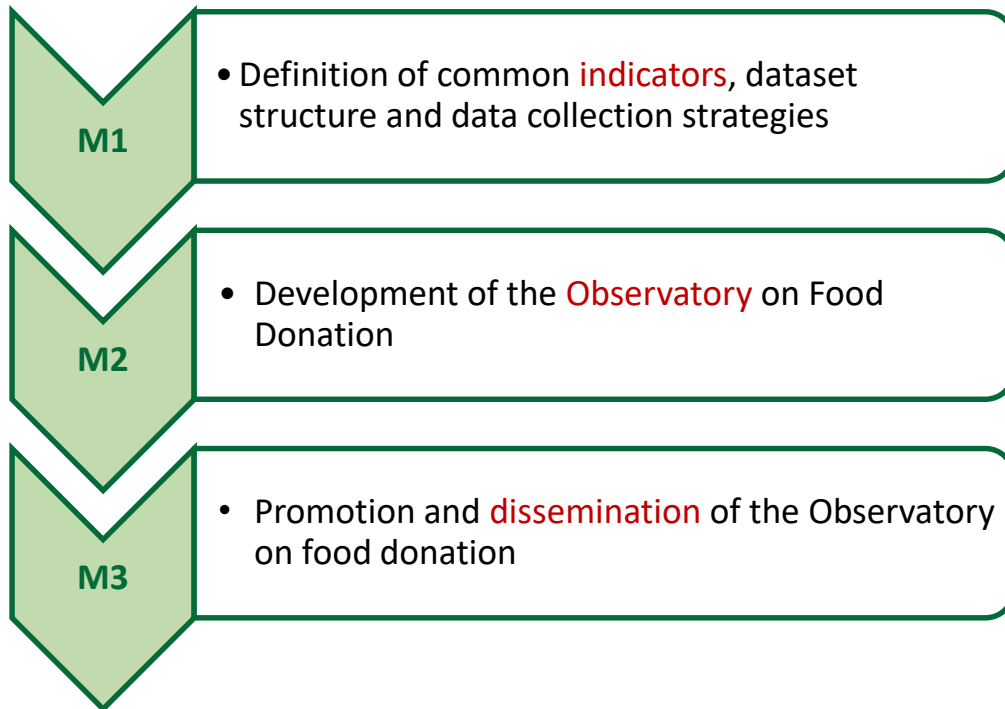 • Definition of common indicators, dataset
structure and data collection strategies
M1
• Development of the Observatory on Food
Donation
M2
• Promotion and dissemination of the Observatory
on food donation
M3